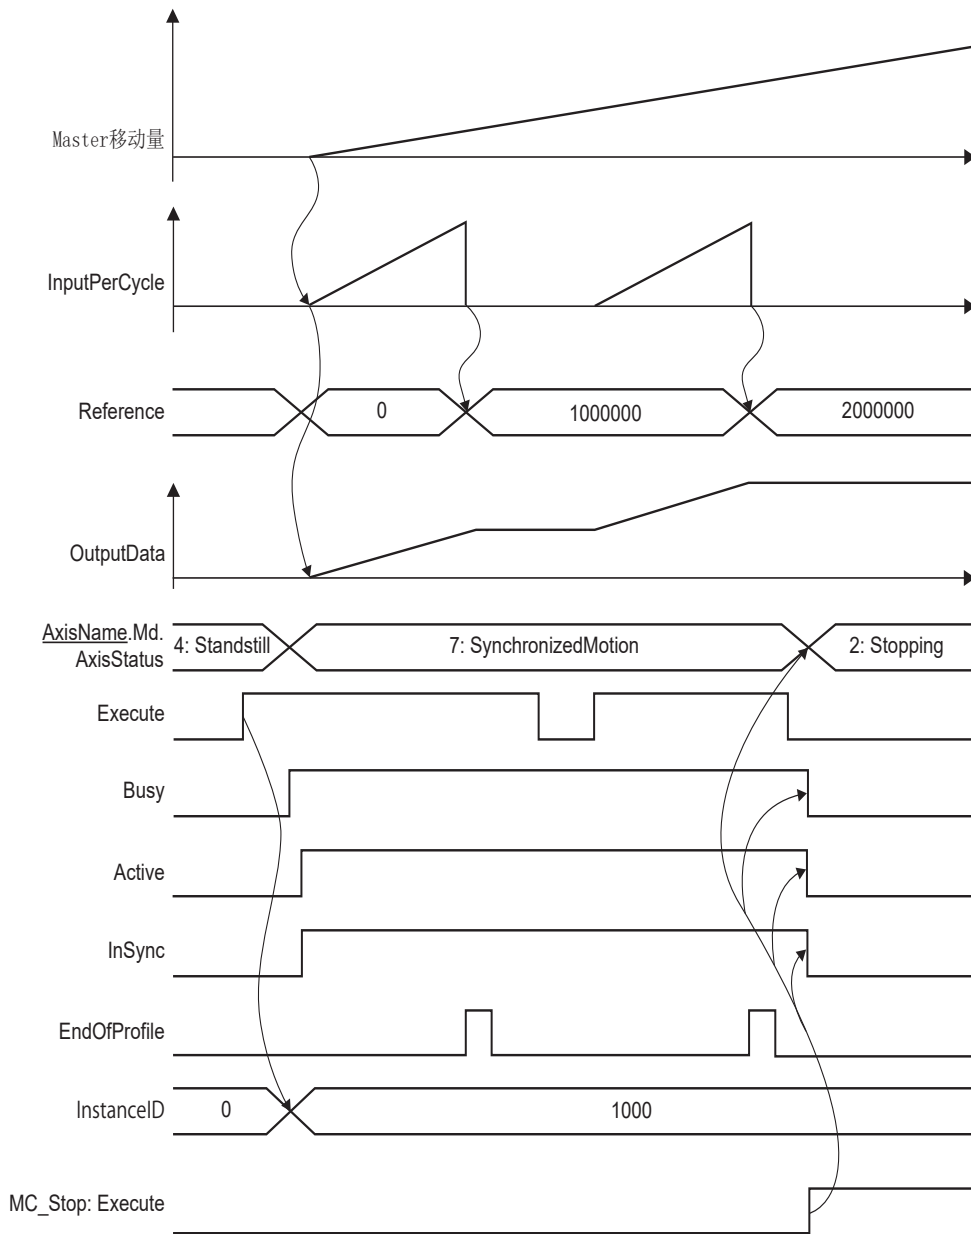 Master移动量
InputPerCycle
Reference
0
1000000
2000000
OutputData
AxisName.Md.
AxisStatus
4: Standstill
7: SynchronizedMotion
2: Stopping
Execute
Busy
Active
InSync
EndOfProfile
InstanceID
0
1000
MC_Stop: Execute